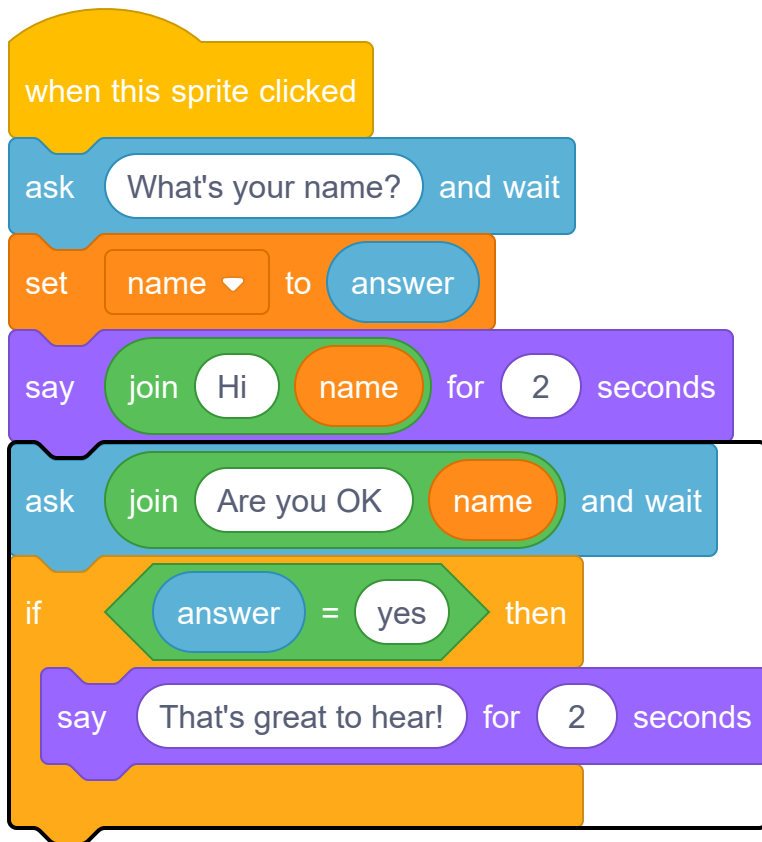 when this sprite clicked
ask What's your name? and wait
set name to answer
say join Hi name for 2 seconds
ask join Are you OK name and wait
if answer = yes then
say That's great to hear! for 2 seconds